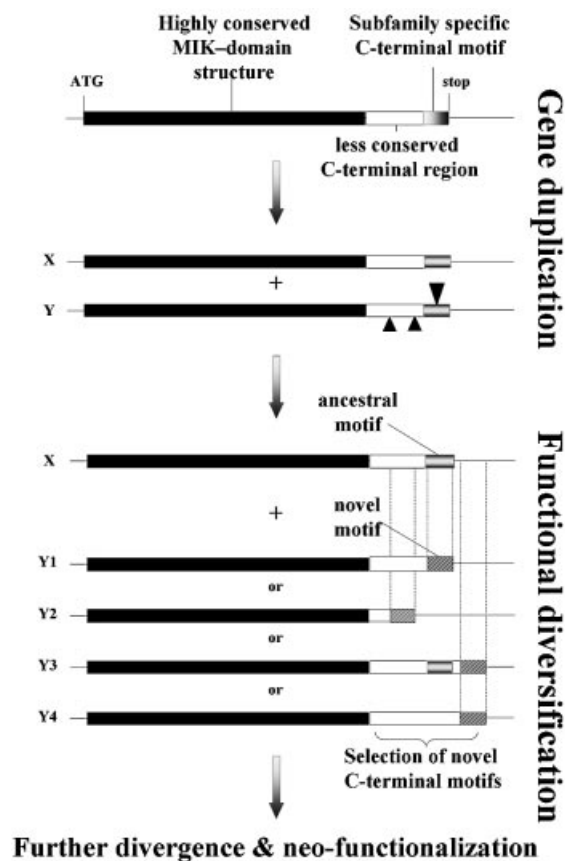 Highly conserved
MIK–domain
structure
Subfamily specific
C-terminal motif
ATG
stop
less conserved
C-terminal region
Gene duplication
X
+
Y
ancestral
motif
X
+
novel
motif
Y1
or
Y2
or
Y3
or
Y4
Selection of novel
C-terminal motifs
Functional diversification
Further divergence & neo-functionalization